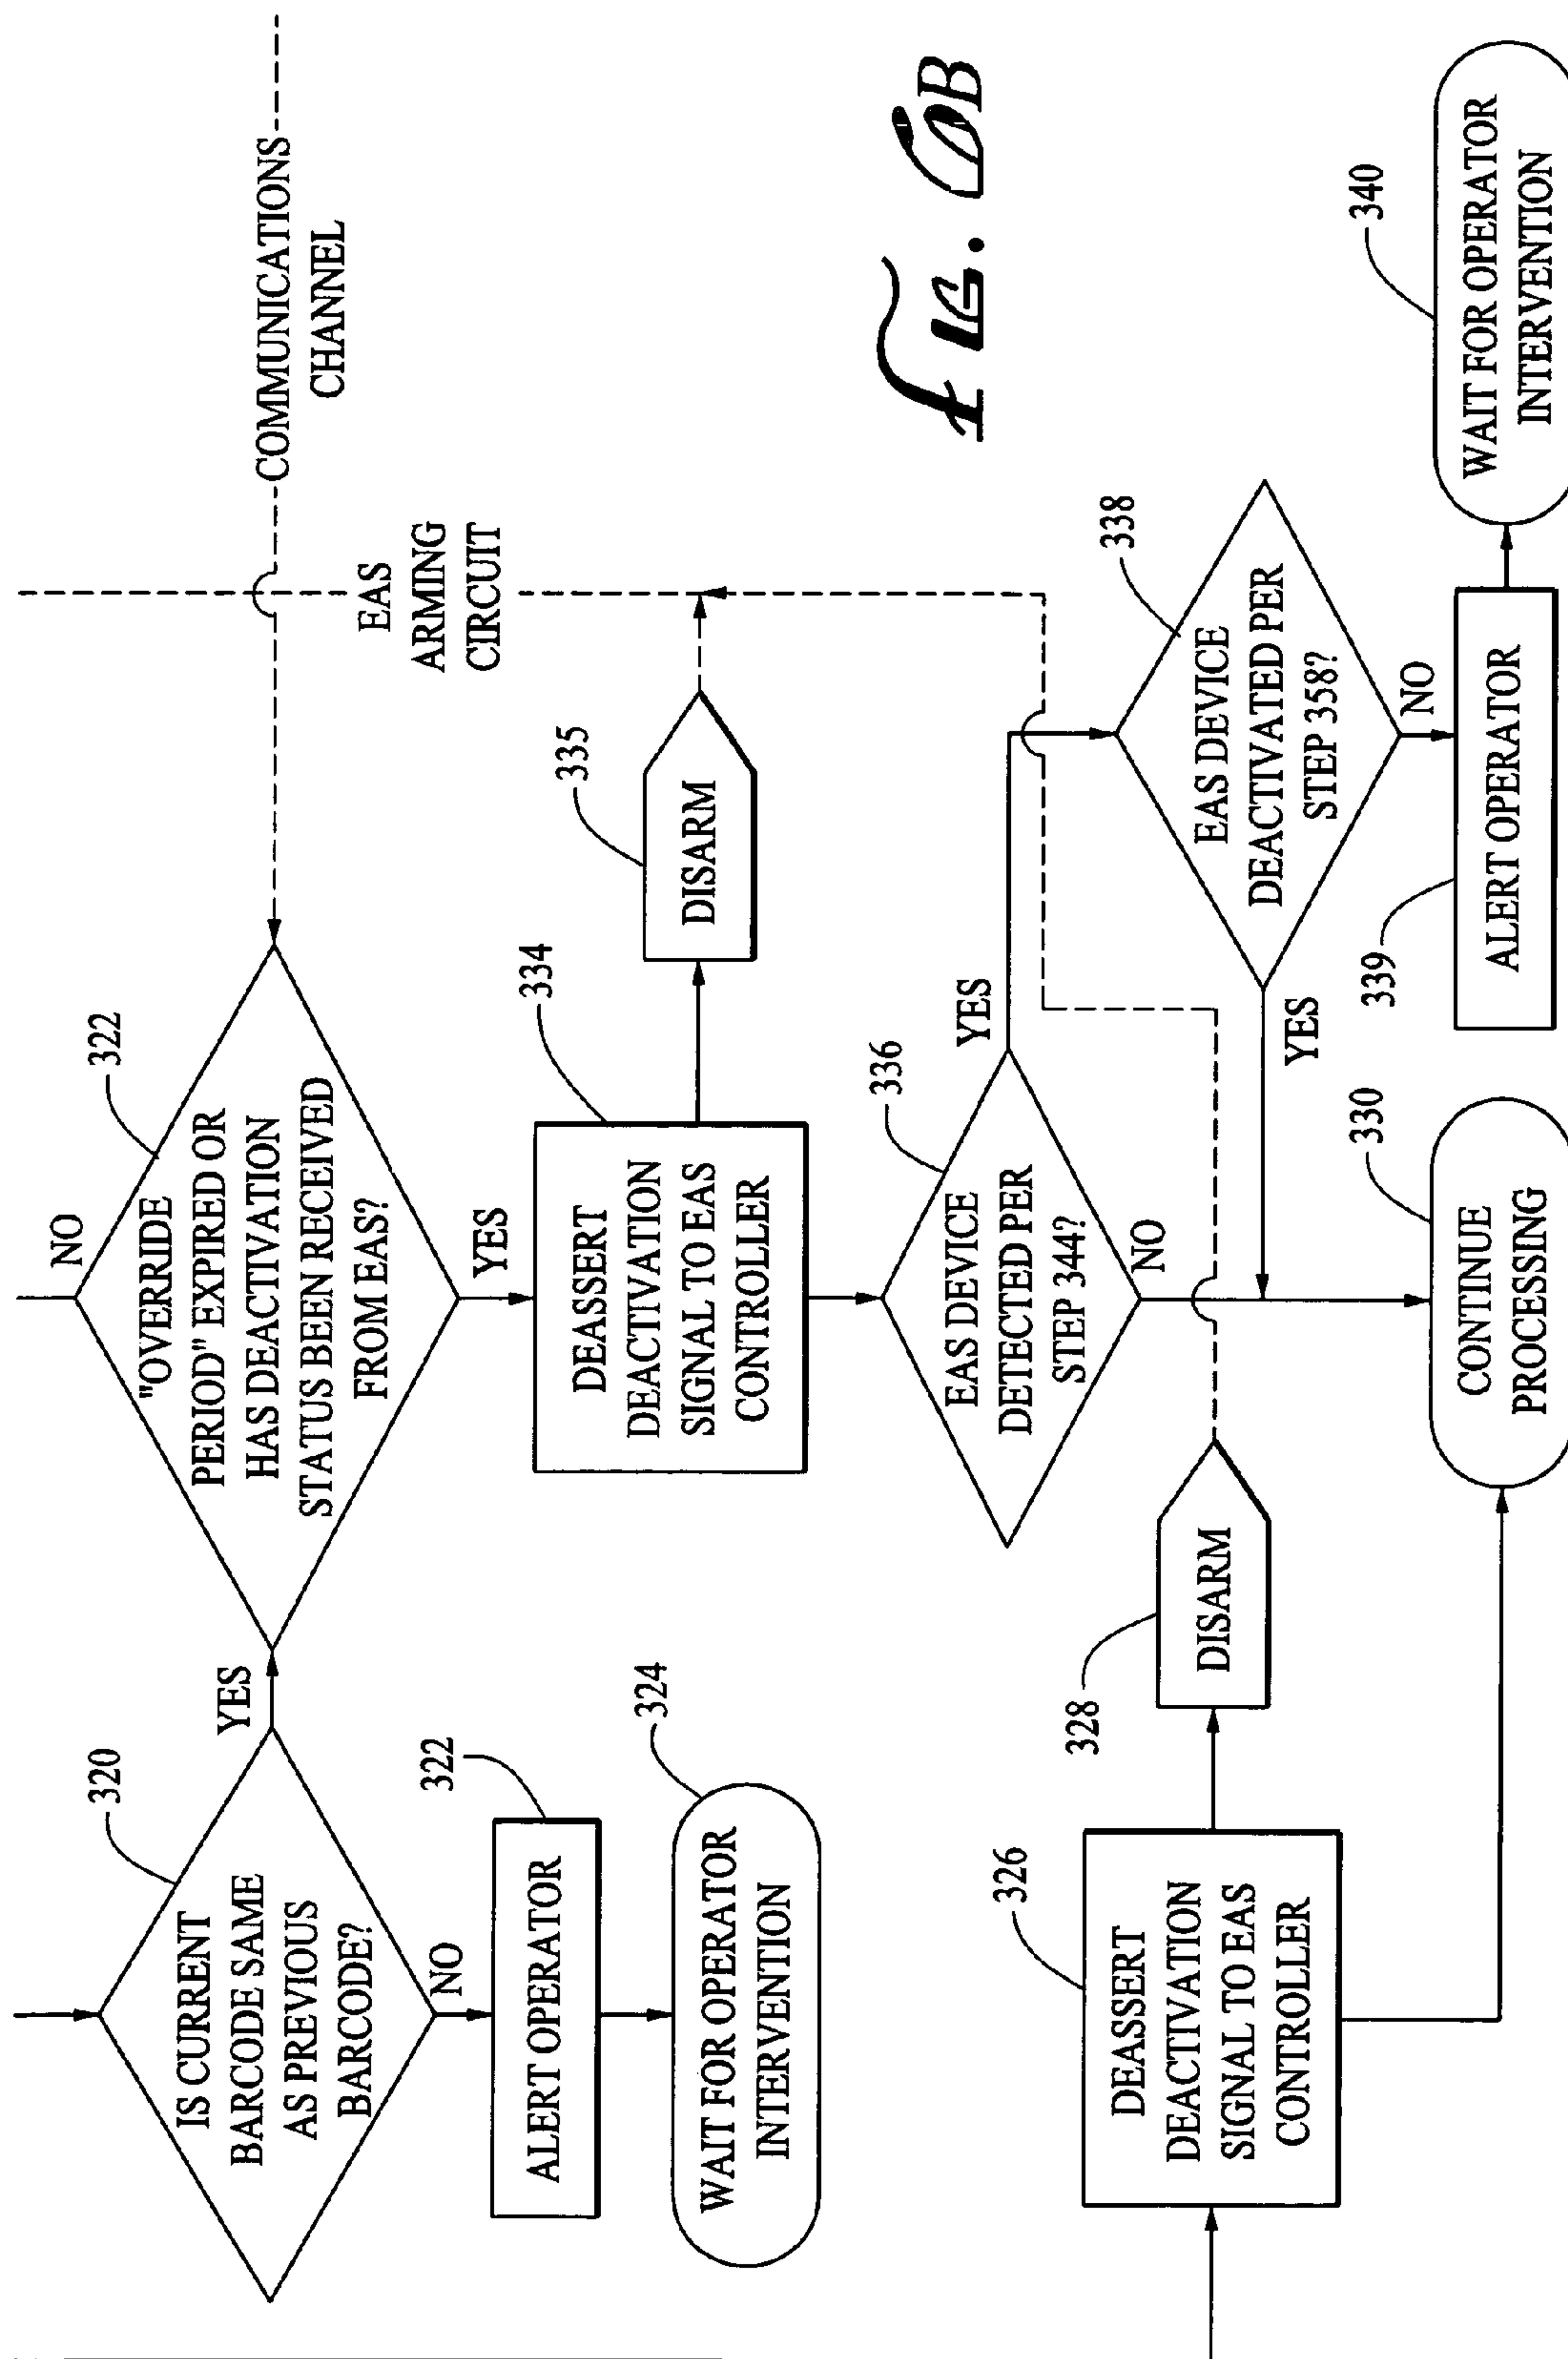 320
IS CURRENT
BARCODE SAME
AS PREVIOUS
BARCODE?
YES
NO
322
ALERT OPERATOR
324
WAIT FOR OPERATOR
INTERVENTION
NO
322
"OVERRIDE
PERIOD" EXPIRED OR
HAS DEACTIVATION
STATUS BEEN RECEIVED
FROM EAS?
YES
COMMUNICATIONS
CHANNEL
EAS
ARMING
CIRCUIT
334
DEASSERT
DEACTIVATION
SIGNAL TO EAS
CONTROLLER
335
DISARM
336
EAS DEVICE
DETECTED PER
STEP 344?
YES
NO
338
EAS DEVICE
DEACTIVATED PER
STEP 358?
YES
NO
339
ALERT OPERATOR
340
WAIT FOR OPERATOR
INTERVENTION
326
DEASSERT
DEACTIVATION
SIGNAL TO EAS
CONTROLLER
328
DISARM
330
CONTINUE
PROCESSING
FIG. 6B